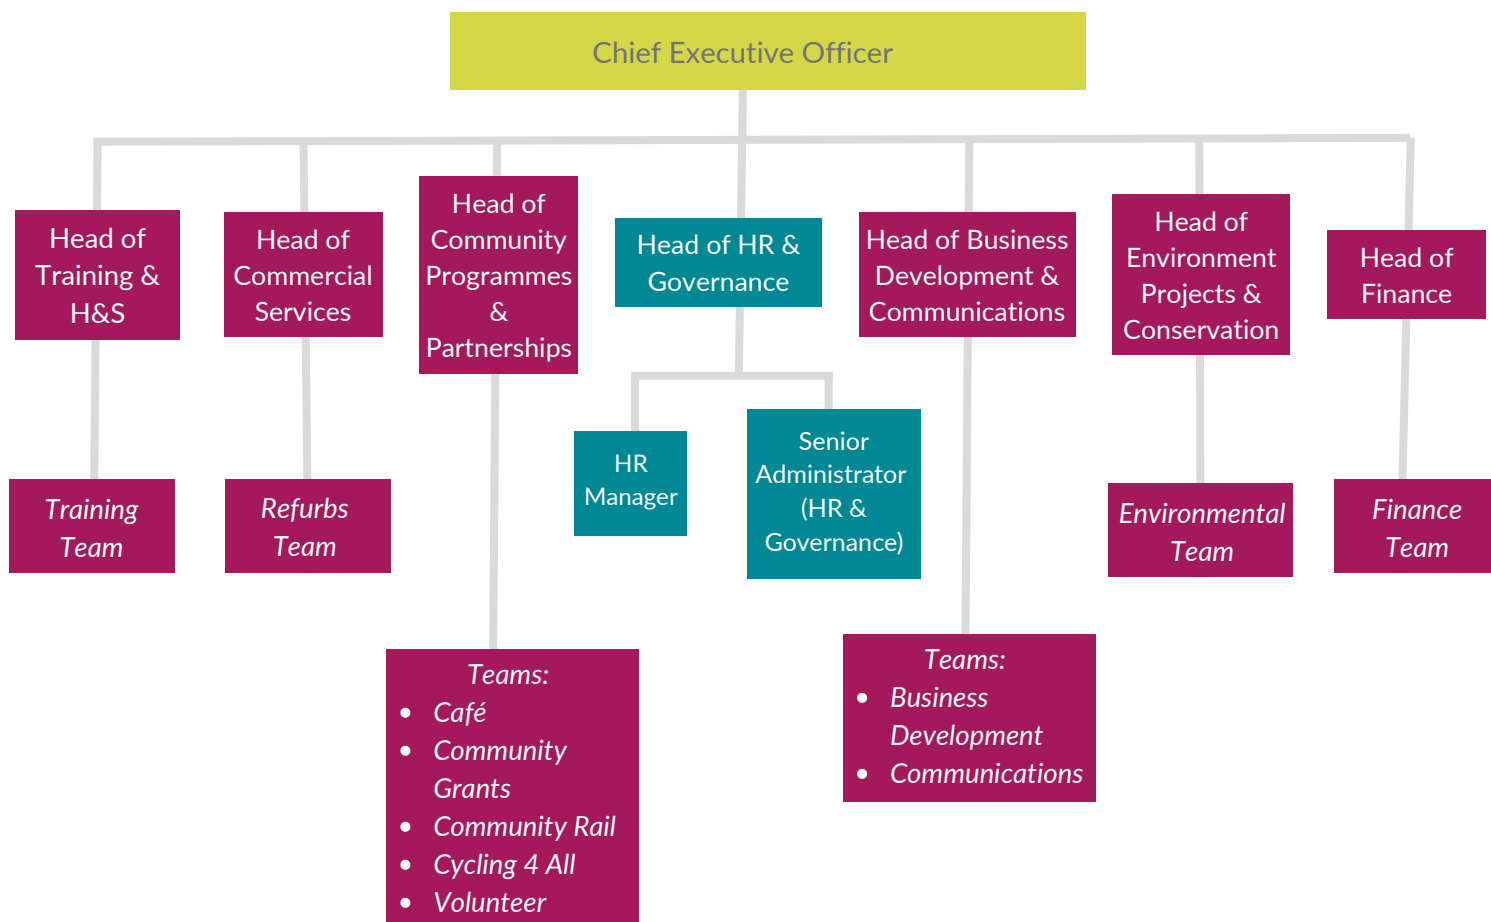 Chief Executive Officer
Head of
Training &
H&S
Head of
Commercial
Services
Head of
Community
Programmes
&
Partnerships
Head of HR &
Governance
Head of Business
Development &
Communications
Head of
Environment
Projects &
Conservation
Head of
Finance
HR
Manager
Senior
Administrator
(HR &
Governance)
Training
Team
Refurbs
Team
Environmental
Team
Finance
Team
Teams:
• Café
• Community
Grants
• Community Rail
• Cycling 4 All
• Volunteer
Teams:
• Business
Development
• Communications